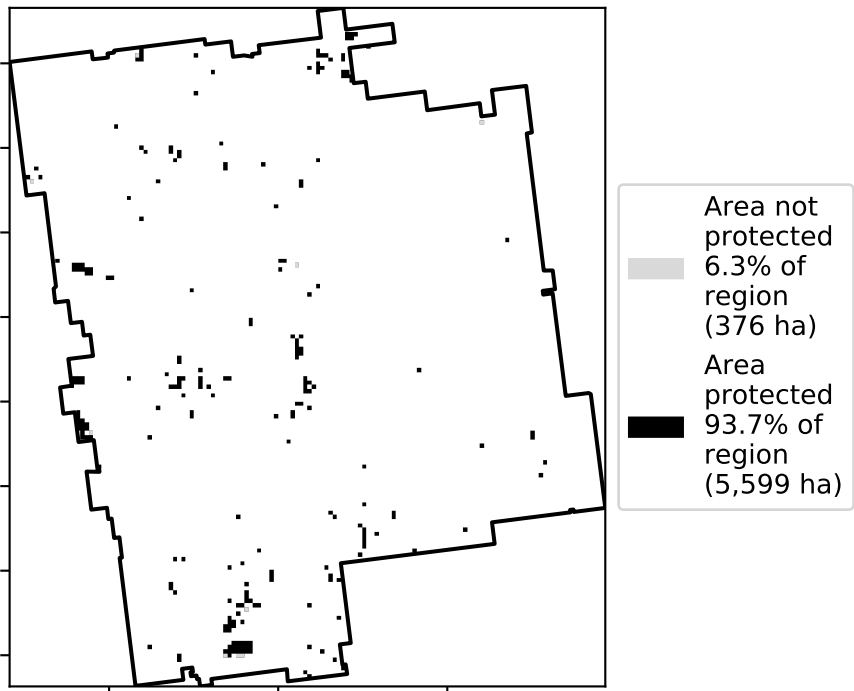 Area not
protected
6.3% of
region
(376 ha)
Area
protected
93.7% of
region
(5,599 ha)